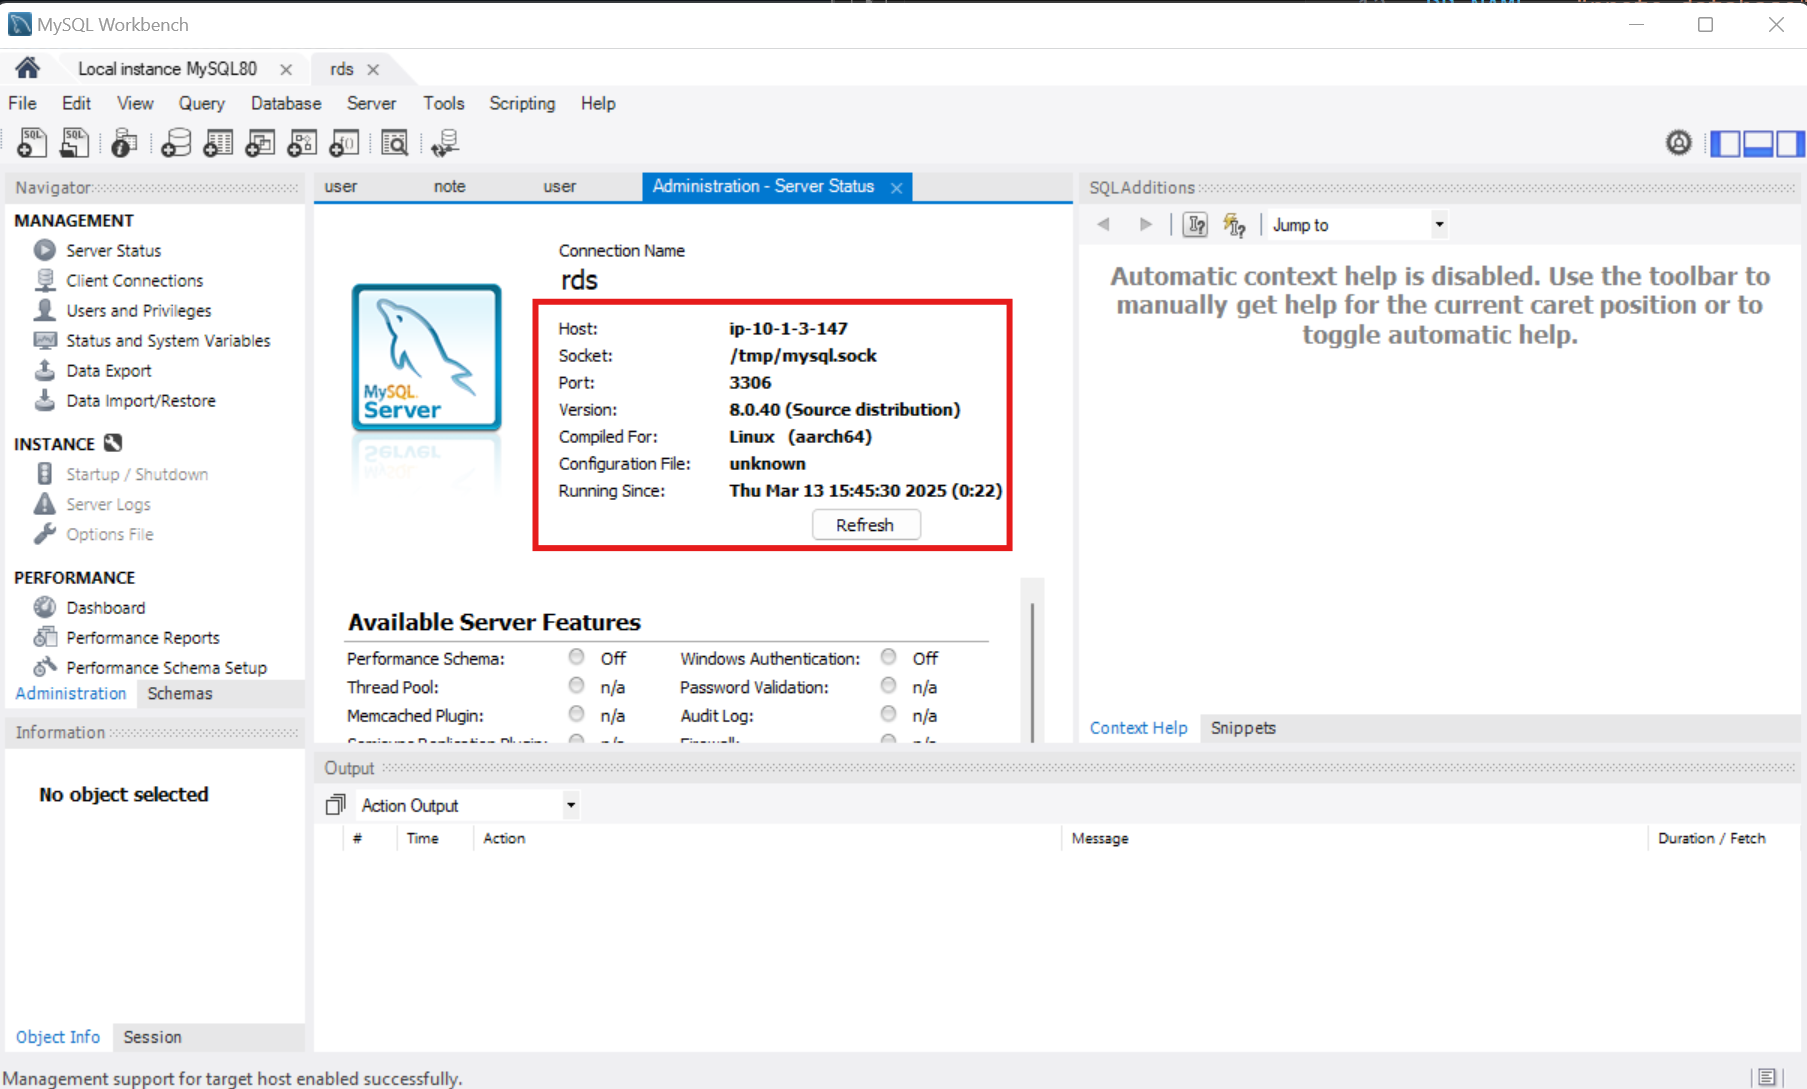 MySQL Workbench
Local instance MySQL80
rds
File Edit View Query Database Server Tools Scripting Help
Navigator
MANAGEMENT
Server Status
Client Connections
Users and Privileges
Status and System Variables
Data Export
Data Import/Restore
INSTANCE
Startup / Shutdown
Server Logs
Options File
PERFORMANCE
Dashboard
Performance Reports
Performance Schema Setup
Administration Schemas
Information
No object selected
Object Info Session
user note user Administration - Server Status
Connection Name
rds
MySQL
Server
Host: ip-10-1-3-147
Socket: /tmp/mysql.sock
Port: 3306
Version: 8.0.40 (Source distribution)
Compiled For: Linux (aarch64)
Configuration File: unknown
Running Since: Thu Mar 13 15:45:30 2025 (0:22)
Refresh
Available Server Features
Performance Schema: Off Windows Authentication: Off
Thread Pool: n/a Password Validation: n/a
Memcached Plugin: n/a Audit Log: n/a
SQLAdditions
Jump to
Automatic context help is disabled. Use the toolbar to
manually get help for the current caret position or to
toggle automatic help.
Context Help Snippets
Output
Action Output
# Time Action Message Duration / Fetch
Management support for target host enabled successfully.